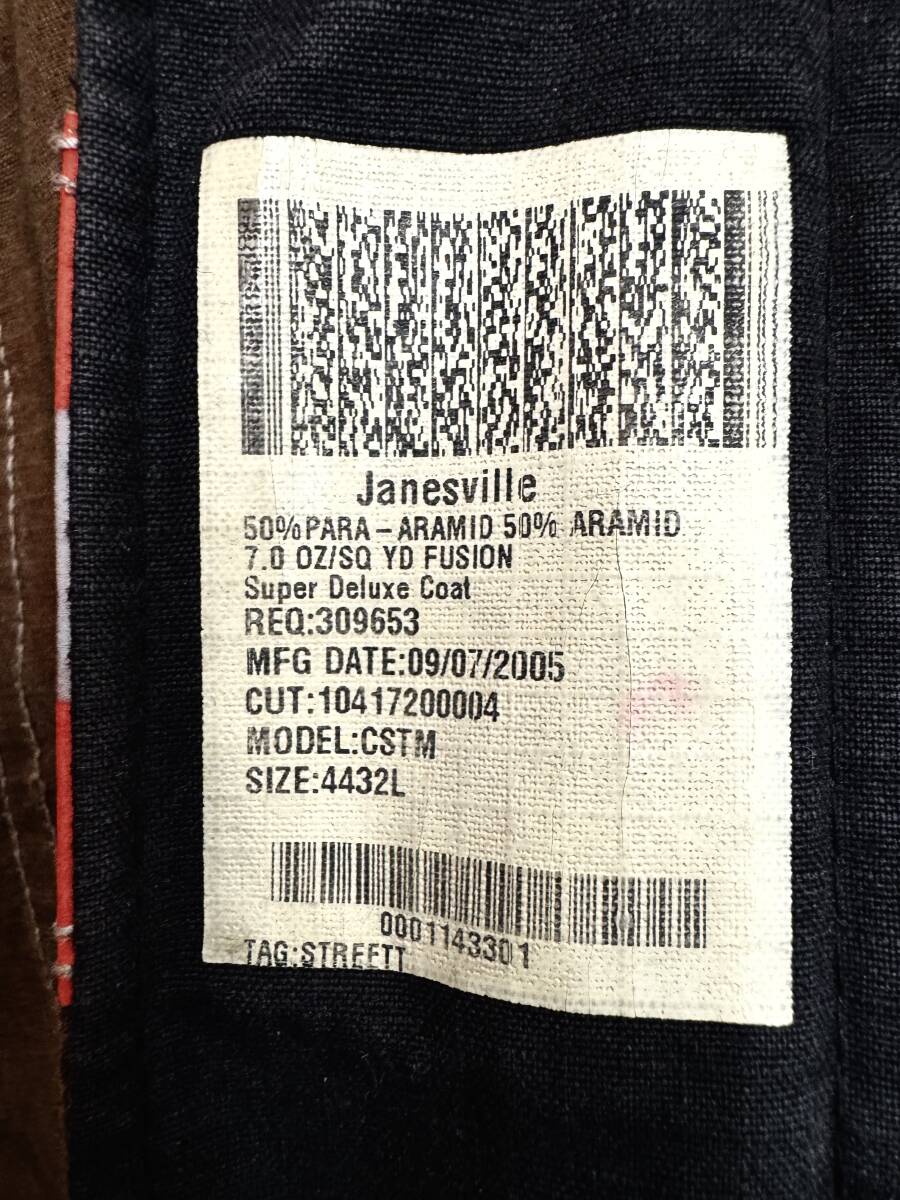 Janesville
50%PARA-ARAMID 50% ARAMID
7.0 OZ/SQ YD FUSION
Super Deluxe Coat
REQ:309653
MFG DATE:09/07/2005
CUT:10417200004
MODEL:CSTM
SIZE:4432L
0001143301
TAG:STREETT